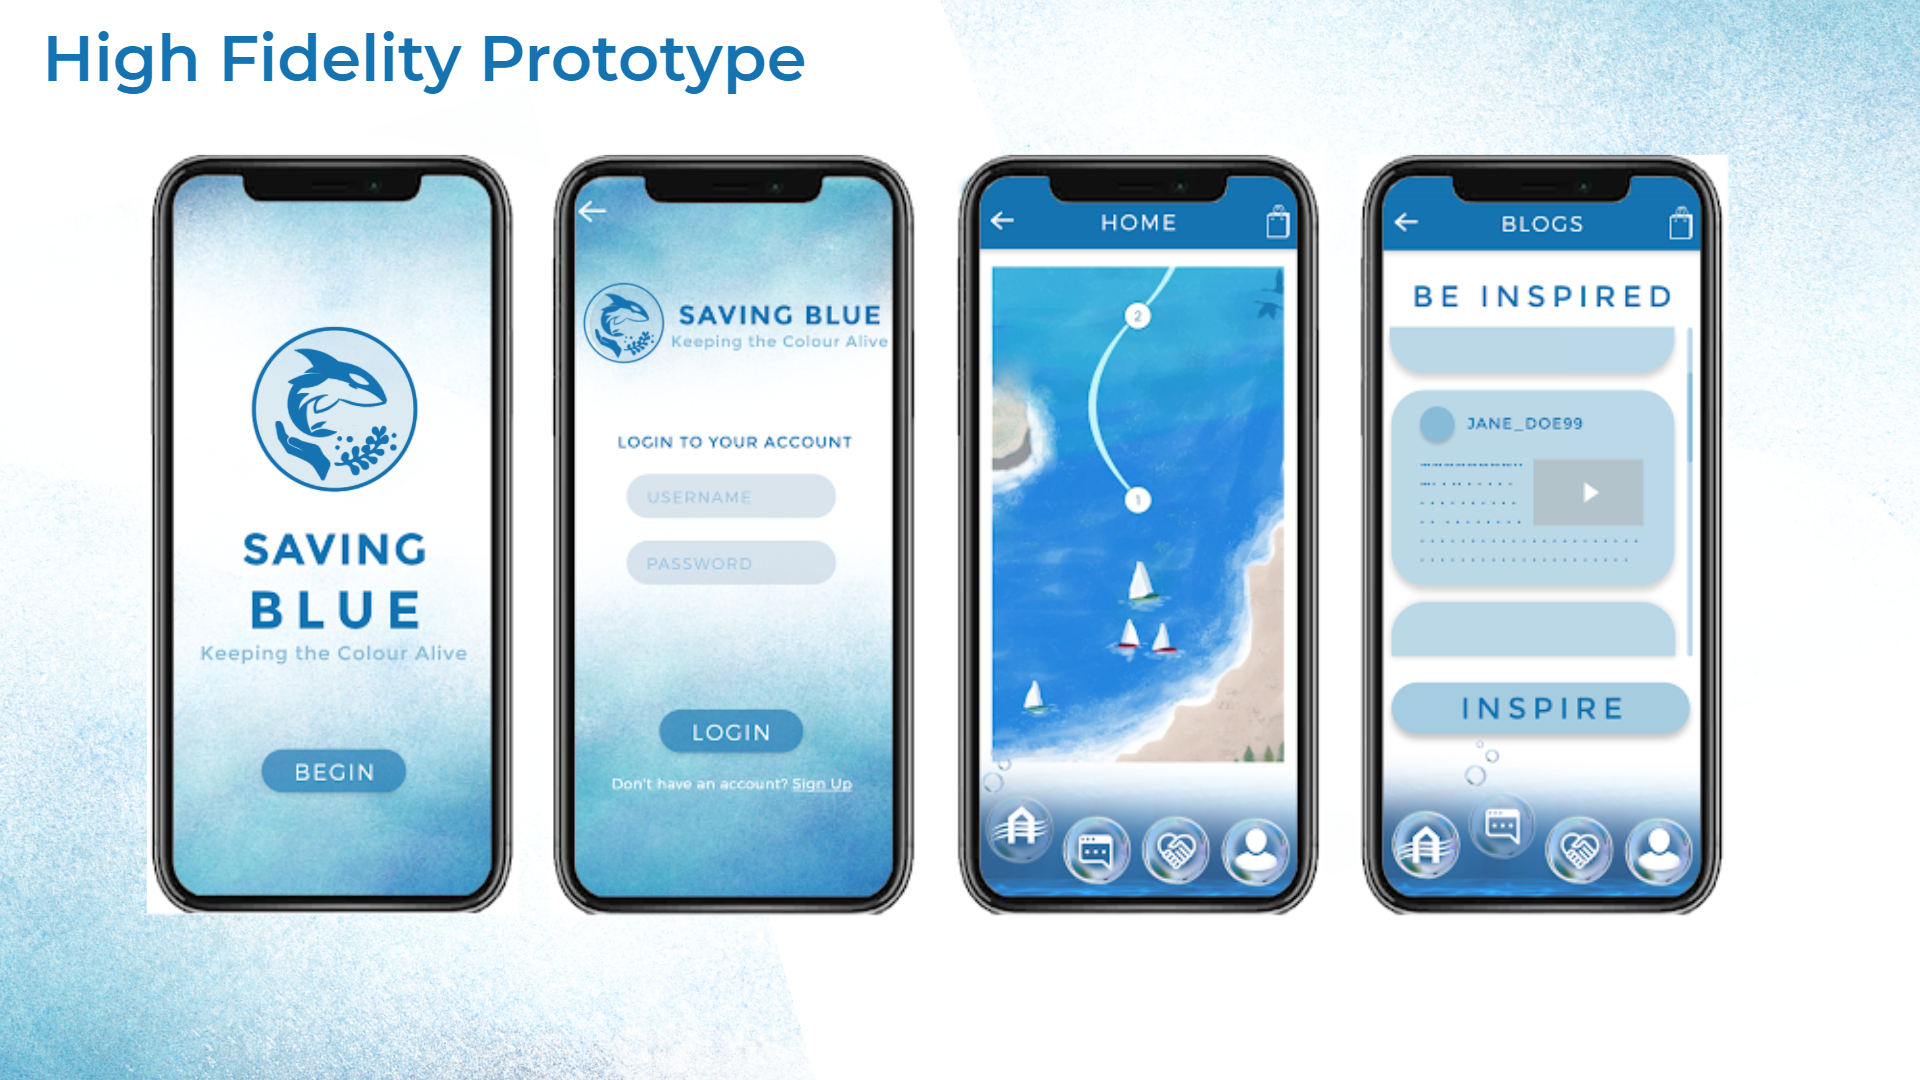 High Fidelity Prototype
SAVING
BLUE
Keeping the Colour Alive
BEGIN
SAVING BLUE
Keeping the Colour Alive
LOGIN TO YOUR ACCOUNT
USERNAME
PASSWORD
LOGIN
Don't have an account? Sign Up
HOME
2
1
BLOGS
BE INSPIRED
JANE_DOE99
INSPIRE